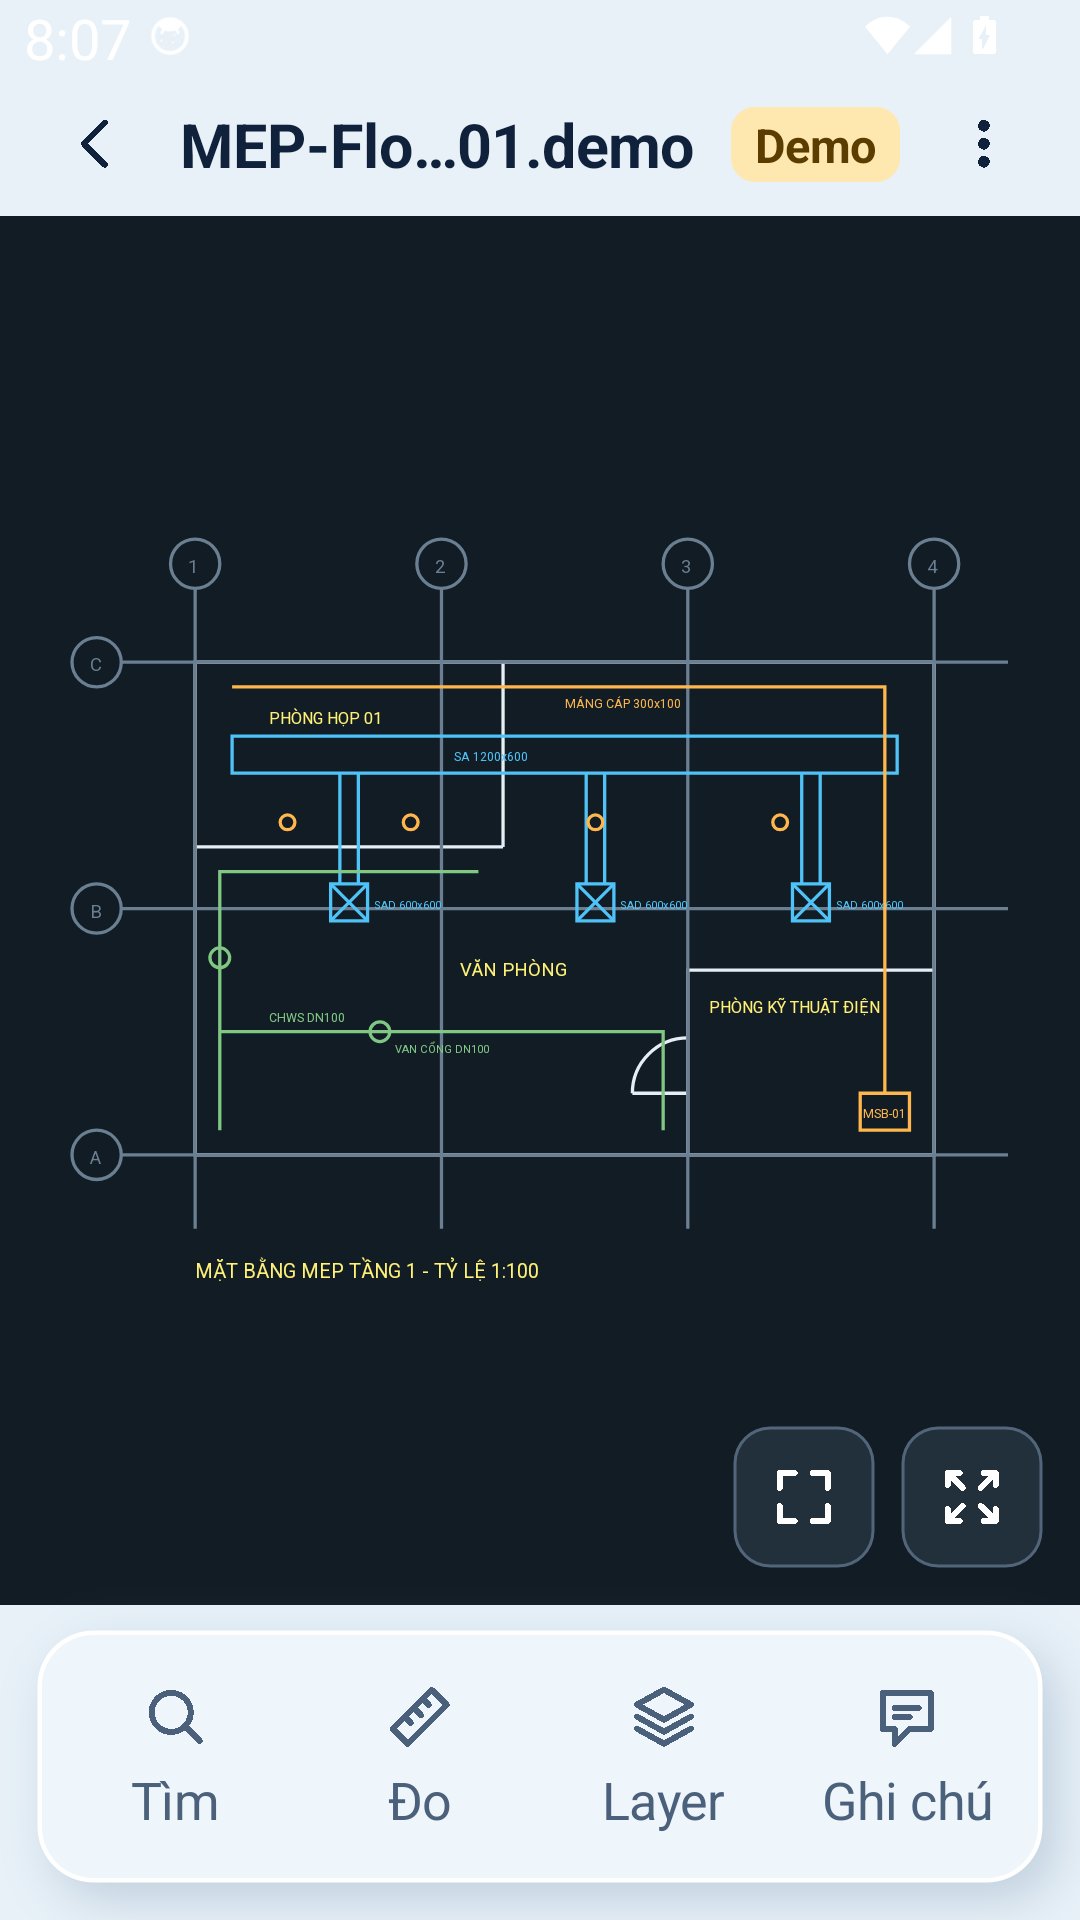 8:07
MEP-Flo...01.demo
Demo
1
2
3
4
C
MÁNG CÁP 300x100
PHÒNG HỌP 01
SA 1200x600
B
SAD 600x600
SAD 600x600
SAD 600x600
VĂN PHÒNG
PHÒNG KỸ THUẬT ĐIỆN
CHWS DN100
VAN CỔNG DN100
MSB-01
A
MẶT BẰNG MEP TẦNG 1 - TỶ LỆ 1:100
Tìm
Đo
Layer
Ghi chú